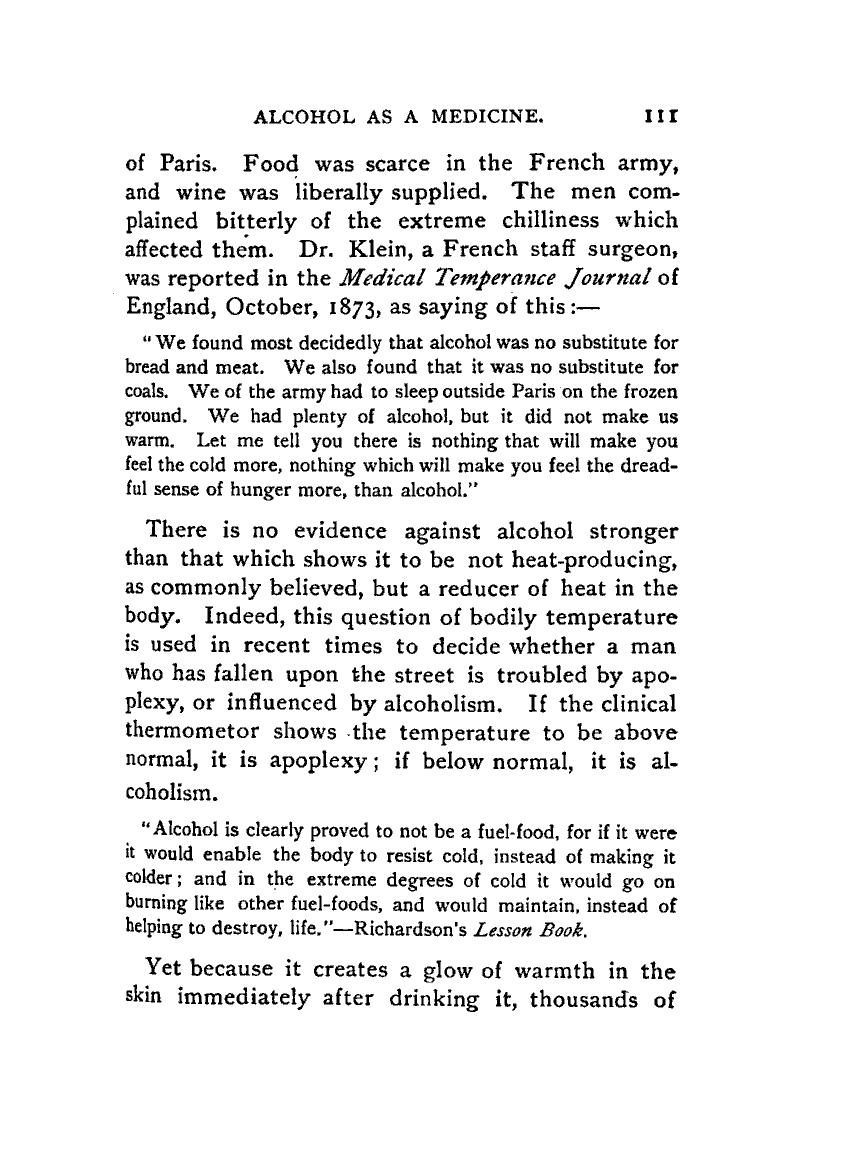 ALCOHOL AS A MEDICINE. 111
of Paris. Food was scarce in the French army,
and wine was liberally supplied. The men com-
plained bitterly of the extreme chilliness which
affected them. Dr. Klein, a French staff surgeon,
was reported in the Medical Temperance Journal of
England, October, 1873, as saying of this:—
"We found most decidedly that alcohol was no substitute for
bread and meat. We also found that it was no substitute for
coals. We of the army had to sleep outside Paris on the frozen
ground. We had plenty of alcohol, but it did not make us
warm. Let me tell you there is nothing that will make you
feel the cold more, nothing which will make you feel the dread-
ful sense of hunger more, than alcohol."
There is no evidence against alcohol stronger
than that which shows it to be not heat-producing,
as commonly believed, but a reducer of heat in the
body. Indeed, this question of bodily temperature
is used in recent times to decide whether a man
who has fallen upon the street is troubled by apo-
plexy, or influenced by alcoholism. If the clinical
thermometor shows the temperature to be above
normal, it is apoplexy; if below normal, it is al-
coholism.
"Alcohol is clearly proved to not be a fuel-food, for if it were
it would enable the body to resist cold, instead of making it
colder; and in the extreme degrees of cold it would go on
burning like other fuel-foods, and would maintain, instead of
helping to destroy, life."—Richardson's Lesson Book.
Yet because it creates a glow of warmth in the
skin immediately after drinking it, thousands of